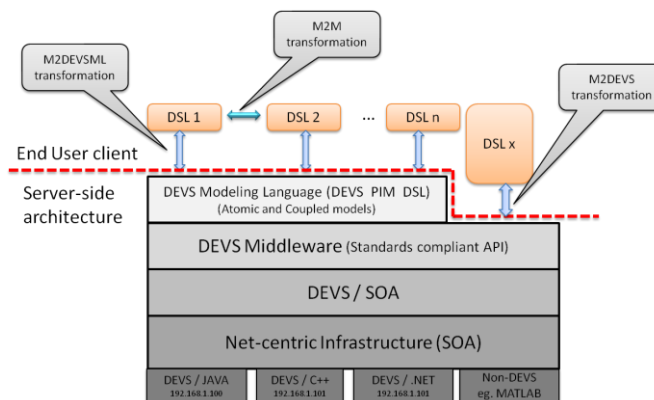 M2M
transformation
M2DEVSML
transformation
M2DEVS
transformation
DSL 1
DSL 2
...
DSL n
DSL x
End User client
Server-side
architecture
DEVS Modeling Language (DEVS PIM DSL)
(Atomic and Coupled models)
DEVS Middleware (Standards compliant API)
DEVS / SOA
Net-centric Infrastructure (SOA)
DEVS / JAVA
192.168.1.100
DEVS / C++
192.168.1.101
DEVS / .NET
192.168.1.101
Non-DEVS
eg. MATLAB